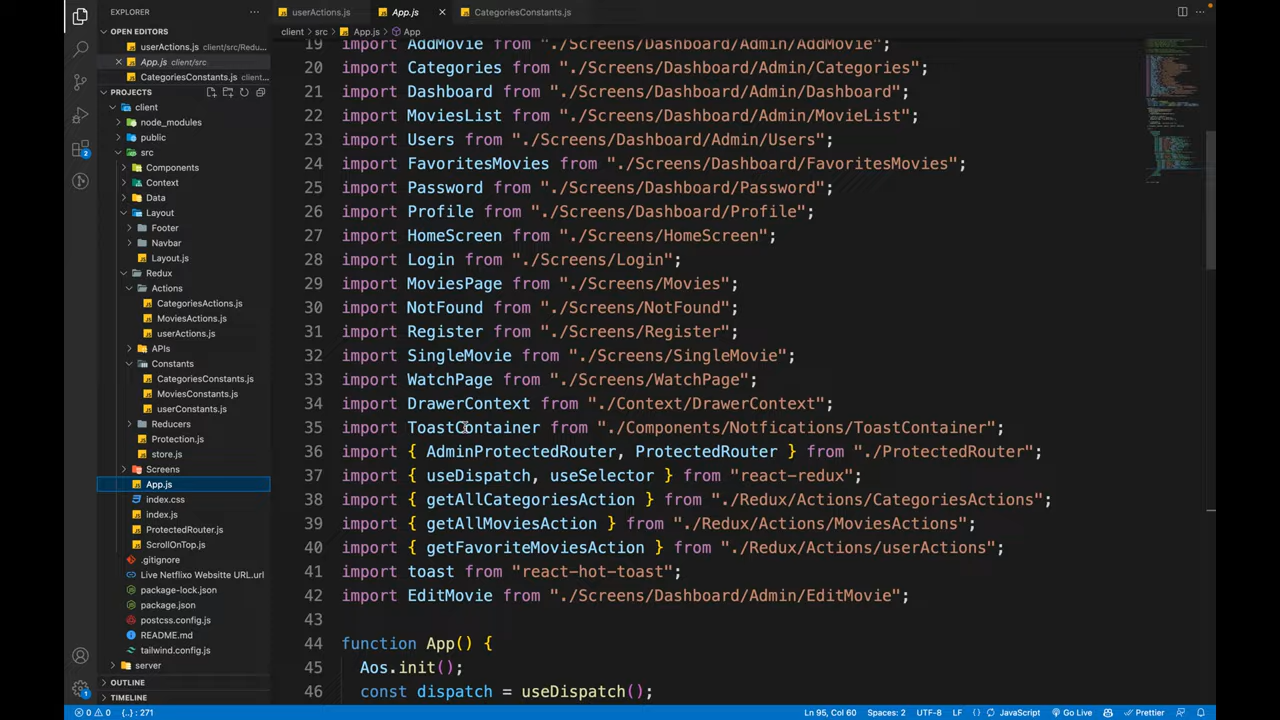 EXPLORER
userActions.js
App.js
CategoriesConstants.js
OPEN EDITORS
userActions.js client/src/Redu...
App.js client/src
CategoriesConstants.js client...
PROJECTS
client
node_modules
public
src
Components
Context
Data
Layout
Footer
Navbar
Layout.js
Redux
Actions
CategoriesActions.js
MoviesActions.js
userActions.js
APIs
Constants
CategoriesConstants.js
MoviesConstants.js
userConstants.js
Reducers
Protection.js
store.js
Screens
App.js
index.css
index.js
ProtectedRouter.js
ScrollOnTop.js
.gitignore
Live Netflixo Websitte URL.url
package-lock.json
package.json
postcss.config.js
README.md
tailwind.config.js
server
OUTLINE
TIMELINE
client > src > App.js > App
19 import AddMovie from "./Screens/Dashboard/Admin/AddMovie";
20 import Categories from "./Screens/Dashboard/Admin/Categories";
21 import Dashboard from "./Screens/Dashboard/Admin/Dashboard";
22 import MoviesList from "./Screens/Dashboard/Admin/MovieList";
23 import Users from "./Screens/Dashboard/Admin/Users";
24 import FavoritesMovies from "./Screens/Dashboard/FavoritesMovies";
25 import Password from "./Screens/Dashboard/Password";
26 import Profile from "./Screens/Dashboard/Profile";
27 import HomeScreen from "./Screens/HomeScreen";
28 import Login from "./Screens/Login";
29 import MoviesPage from "./Screens/Movies";
30 import NotFound from "./Screens/NotFound";
31 import Register from "./Screens/Register";
32 import SingleMovie from "./Screens/SingleMovie";
33 import WatchPage from "./Screens/WatchPage";
34 import DrawerContext from "./Context/DrawerContext";
35 import ToastContainer from "./Components/Notfications/ToastContainer";
36 import { AdminProtectedRouter, ProtectedRouter } from "./ProtectedRouter";
37 import { useDispatch, useSelector } from "react-redux";
38 import { getAllCategoriesAction } from "./Redux/Actions/CategoriesActions";
39 import { getAllMoviesAction } from "./Redux/Actions/MoviesActions";
40 import { getFavoriteMoviesAction } from "./Redux/Actions/userActions";
41 import toast from "react-hot-toast";
42 import EditMovie from "./Screens/Dashboard/Admin/EditMovie";
43
44 function App() {
45 Aos.init();
46 const dispatch = useDispatch();
0 0 {..}: 271
Ln 95, Col 60 Spaces: 2 UTF-8 LF {} JavaScript Go Live Prettier